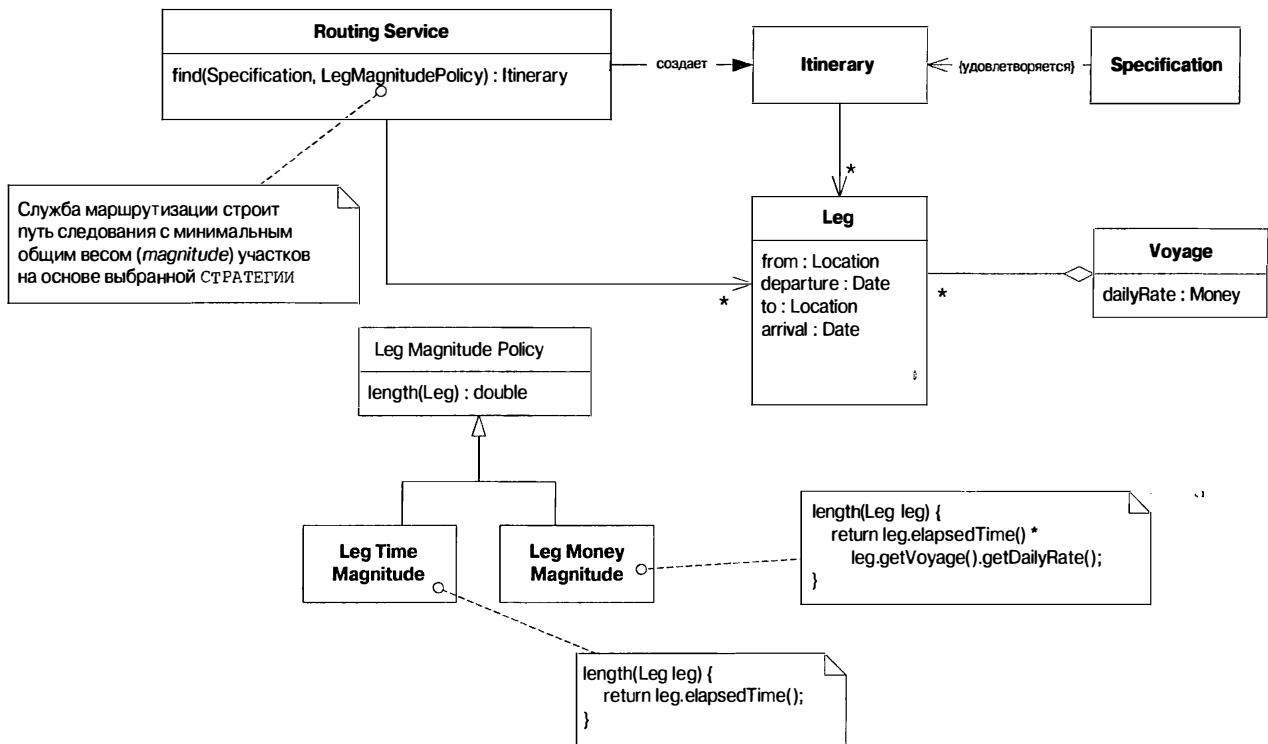 Routing Service
find(Specification, LegMagnitudePolicy) : Itinerary
создает
Itinerary
{удовлетворяется}
Specification
Служба маршрутизации строит
путь следования с минимальным
общим весом (magnitude) участков
на основе выбранной СТРАТЕГИИ
*
*
Leg
from : Location
departure : Date
to : Location
arrival : Date
*
Voyage
dailyRate : Money
Leg Magnitude Policy
length(Leg) : double
Leg Time
Magnitude
Leg Money
Magnitude
length(Leg leg) {
return leg.elapsedTime() *
leg.getVoyage().getDailyRate();
}
length(Leg leg) {
return leg.elapsedTime();
}